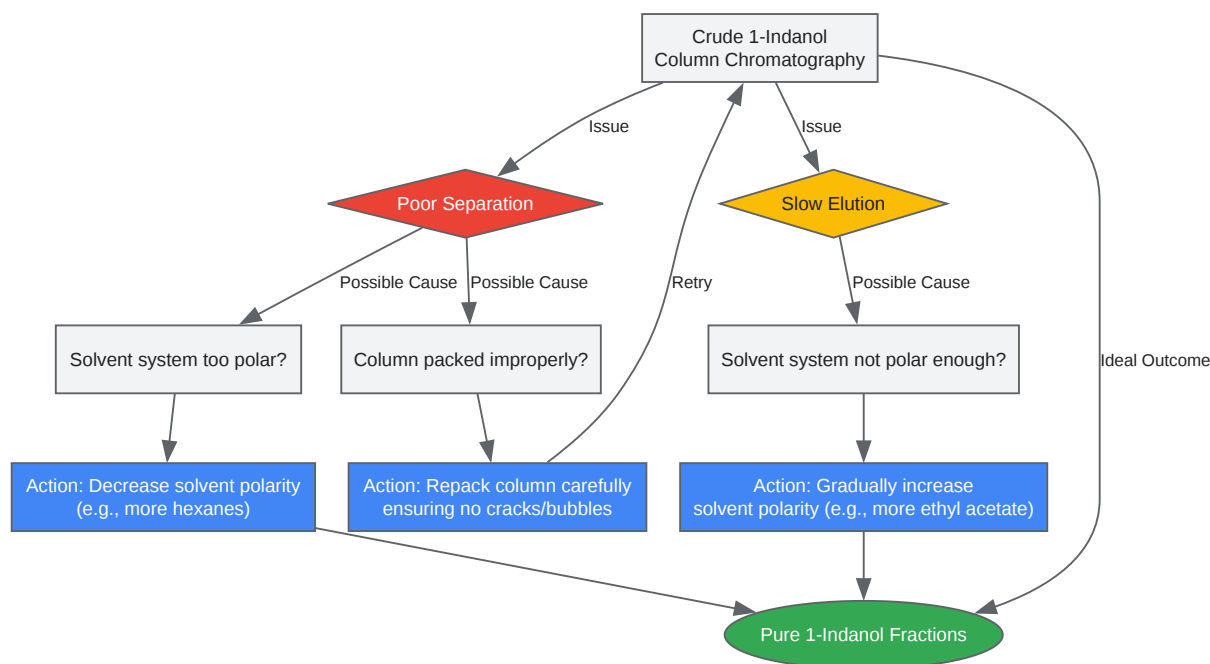 Crude 1-Indanol
Column Chromatography
Issue
Issue
Poor Separation
Slow Elution
Possible Cause
Possible Cause
Retry
Possible Cause
Solvent system too polar?
Column packed improperly?
Solvent system not polar enough?
Ideal Outcome
Action: Decrease solvent polarity
(e.g., more hexanes)
Action: Repack column carefully
ensuring no cracks/bubbles
Action: Gradually increase
solvent polarity (e.g., more ethyl acetate)
Pure 1-Indanol Fractions